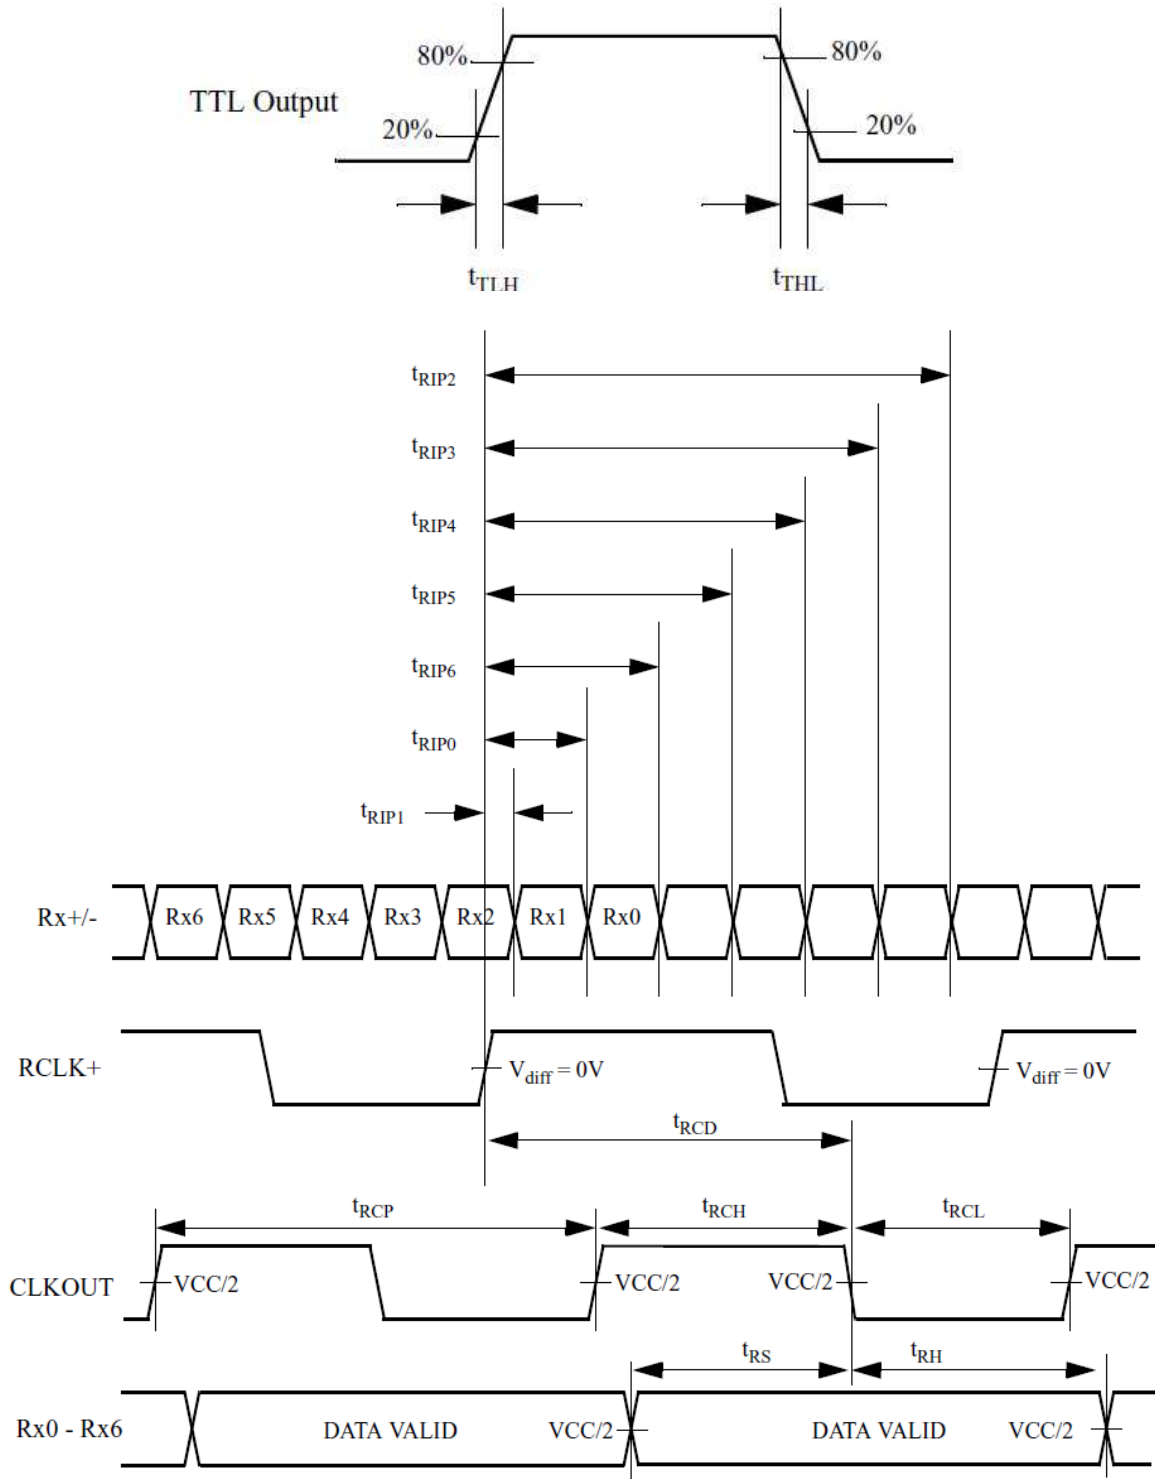 80%
80%
TTL Output
20%
20%
tTLH
tTHL
tRIP2
tRIP3
tRIP4
tRIP5
tRIP6
tRIP0
tRIP1
Rx+/-
Rx6 Rx5 Rx4 Rx3 Rx2 Rx1 Rx0
RCLK+
Vdiff = 0V
Vdiff = 0V
tRCD
tRCP
tRCH
tRCL
CLKOUT
VCC/2
VCC/2
VCC/2
VCC/2
tRS
tRH
Rx0 - Rx6
DATA VALID
VCC/2
DATA VALID
VCC/2